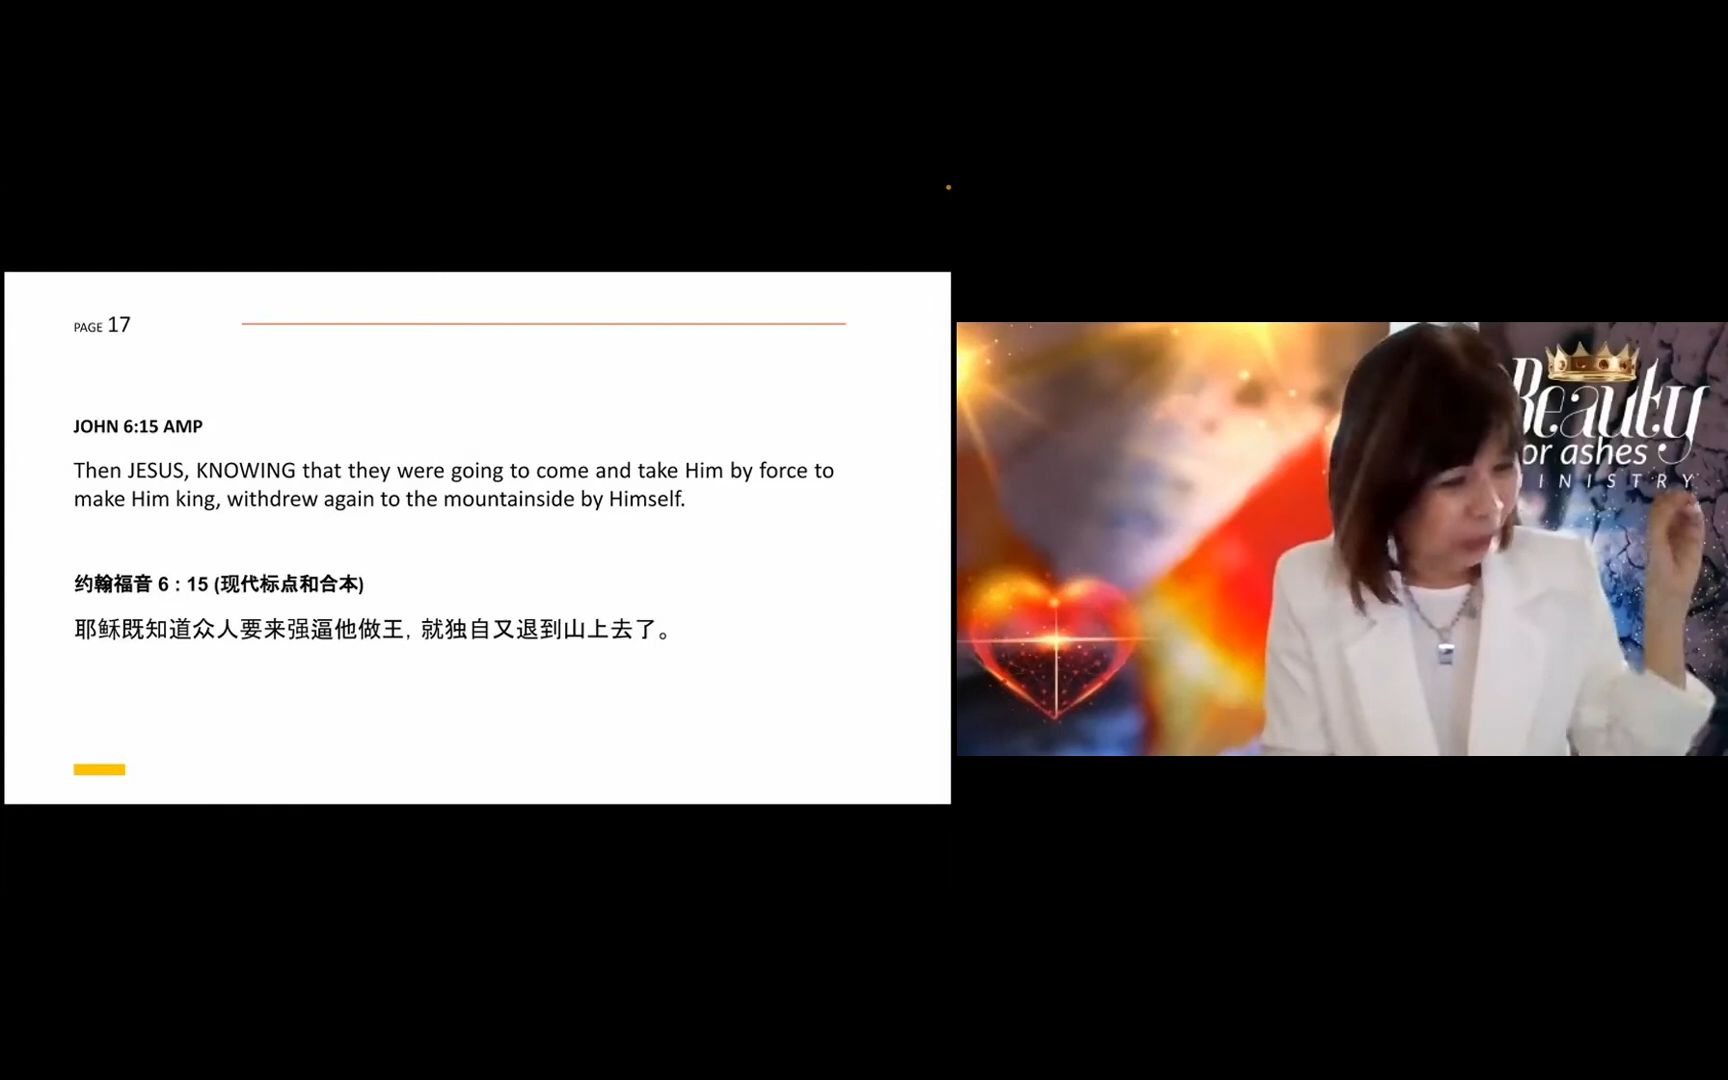 PAGE 17
JOHN 6:15 AMP
Then JESUS, KNOWING that they were going to come and take Him by force to
make Him king, withdrew again to the mountainside by Himself.
约翰福音 6 : 15 (现代标点和合本)
耶稣既知道众人要来强逼他做王, 就独自又退到山上去了。
Beauty
or ashes
INISTRY